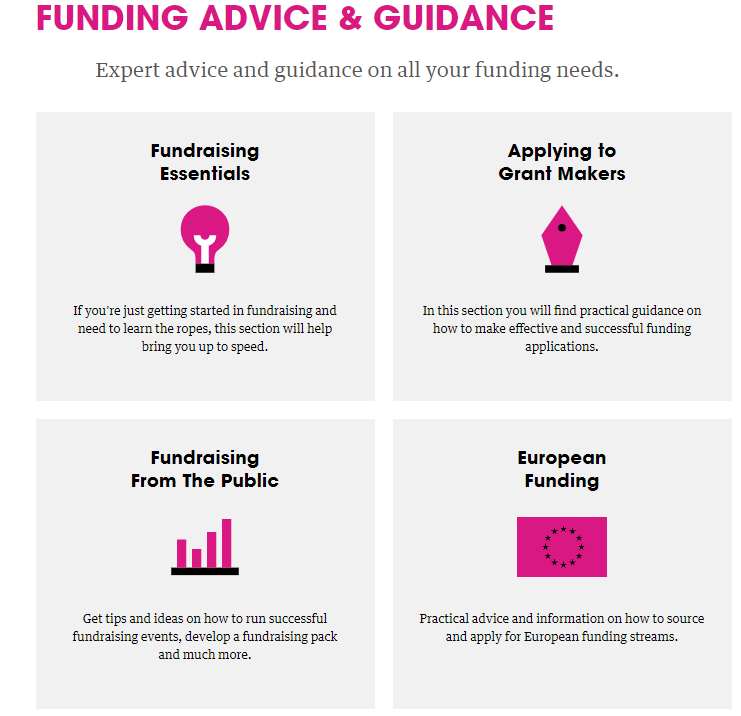 FUNDING ADVICE & GUIDANCE
Expert advice and guidance on all your funding needs.
Fundraising
Essentials
If you're just getting started in fundraising and
need to learn the ropes, this section will help
bring you up to speed.
Applying to
Grant Makers
In this section you will find practical guidance on
how to make effective and successful funding
applications.
Fundraising
From The Public
Get tips and ideas on how to run successful
fundraising events, develop a fundraising pack
and much more.
European
Funding
Practical advice and information on how to source
and apply for European funding streams.